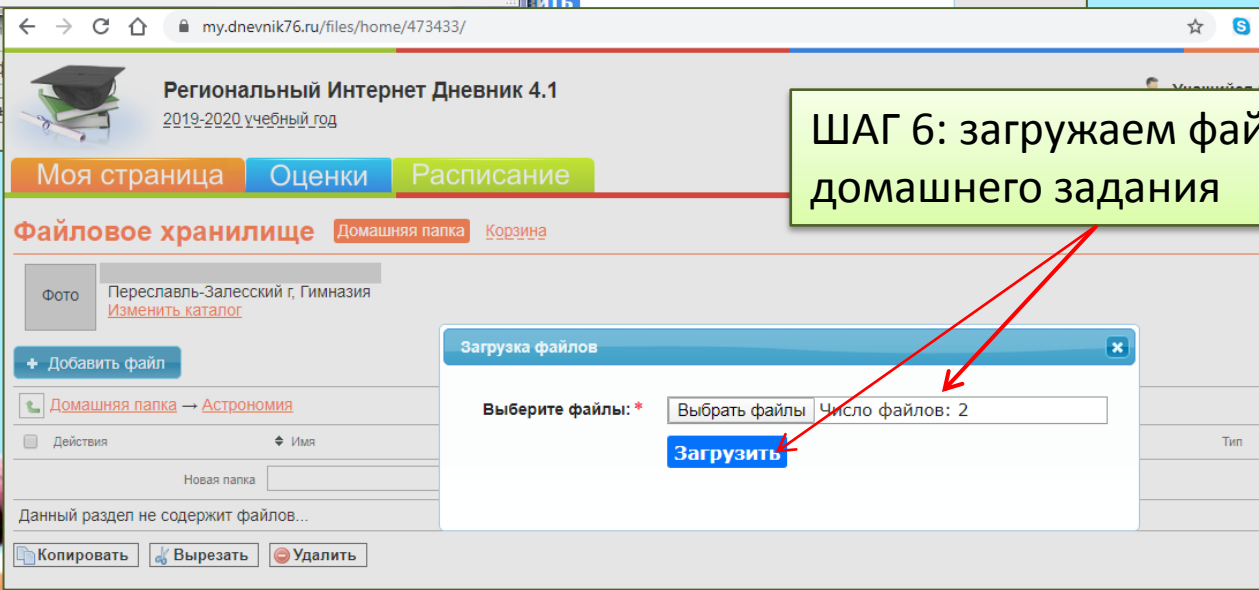 my.dnevnik76.ru/files/home/473433/
Региональный Интернет Дневник 4.1
2019-2020 учебный год
ШАГ 6: загружаем фай
домашнего задания
Моя страница Оценки Расписание
Файловое хранилище Домашняя папка Корзина
Фото
Переславль-Залесский г, Гимназия
Изменить каталог
+ Добавить файл
Загрузка файлов
Домашняя папка → Астрономия
Выберите файлы: * Выбрать файлы Число файлов: 2
Действия Имя Тип
Загрузить
Новая папка
Данный раздел не содержит файлов...
Копировать Вырезать Удалить